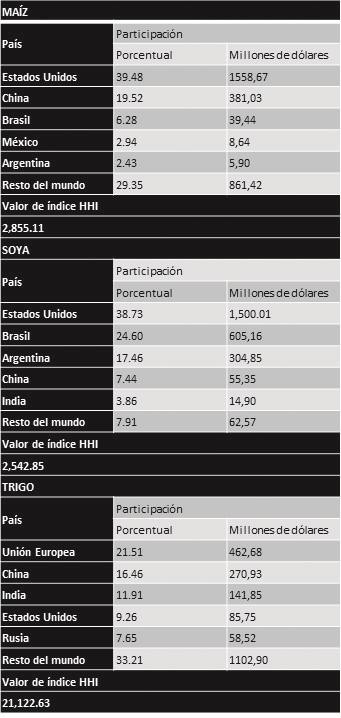 MAÍZ
País
Participación
Porcentual Millones de dólares
Estados Unidos 39.48 1558,67
China 19.52 381,03
Brasil 6.28 39,44
México 2.94 8,64
Argentina 2.43 5,90
Resto del mundo 29.35 861,42
Valor de índice HHI
2,855.11
SOYA
País
Participación
Porcentual Millones de dólares
Estados Unidos 38.73 1,500.01
Brasil 24.60 605,16
Argentina 17.46 304,85
China 7.44 55,35
India 3.86 14,90
Resto del mundo 7.91 62,57
Valor de índice HHI
2,542.85
TRIGO
País
Participación
Porcentual Millones de dólares
Unión Europea 21.51 462,68
China 16.46 270,93
India 11.91 141,85
Estados Unidos 9.26 85,75
Rusia 7.65 58,52
Resto del mundo 33.21 1102,90
Valor de índice HHI
21,122.63